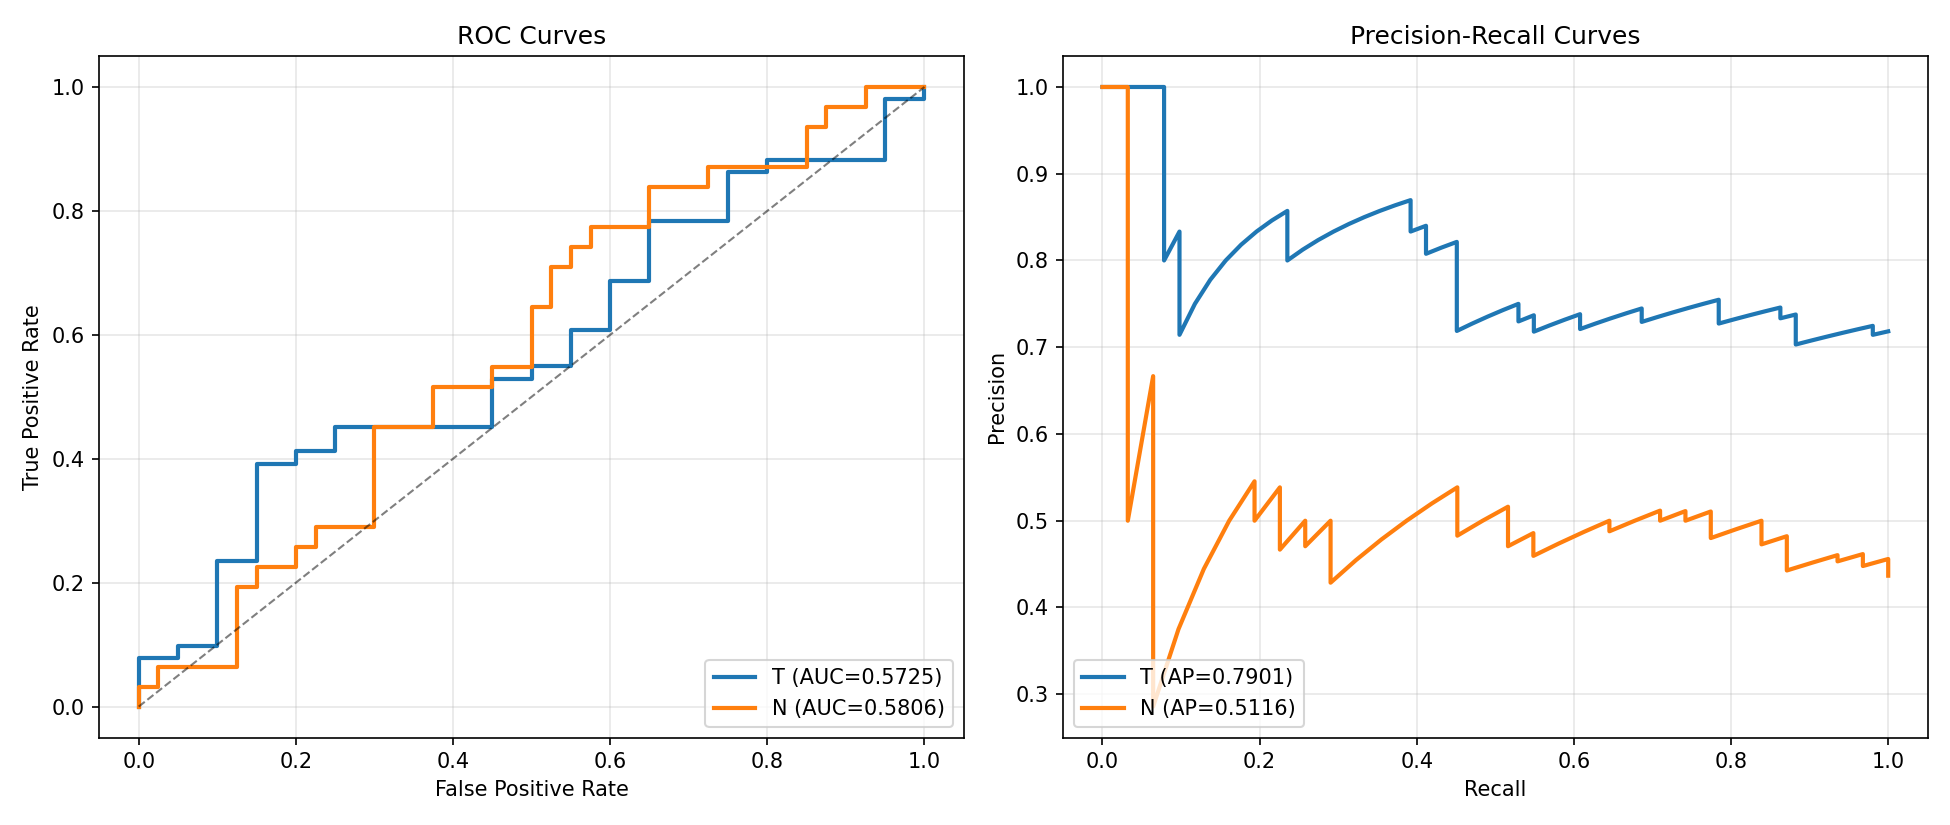 ROC Curves
True Positive Rate
1.0
0.8
0.6
0.4
0.2
0.0
T (AUC=0.5725)
N (AUC=0.5806)
0.0 0.2 0.4 0.6 0.8 1.0
False Positive Rate
Precision-Recall Curves
Precision
1.0
0.9
0.8
0.7
0.6
0.5
0.4
0.3
T (AP=0.7901)
N (AP=0.5116)
0.0 0.2 0.4 0.6 0.8 1.0
Recall